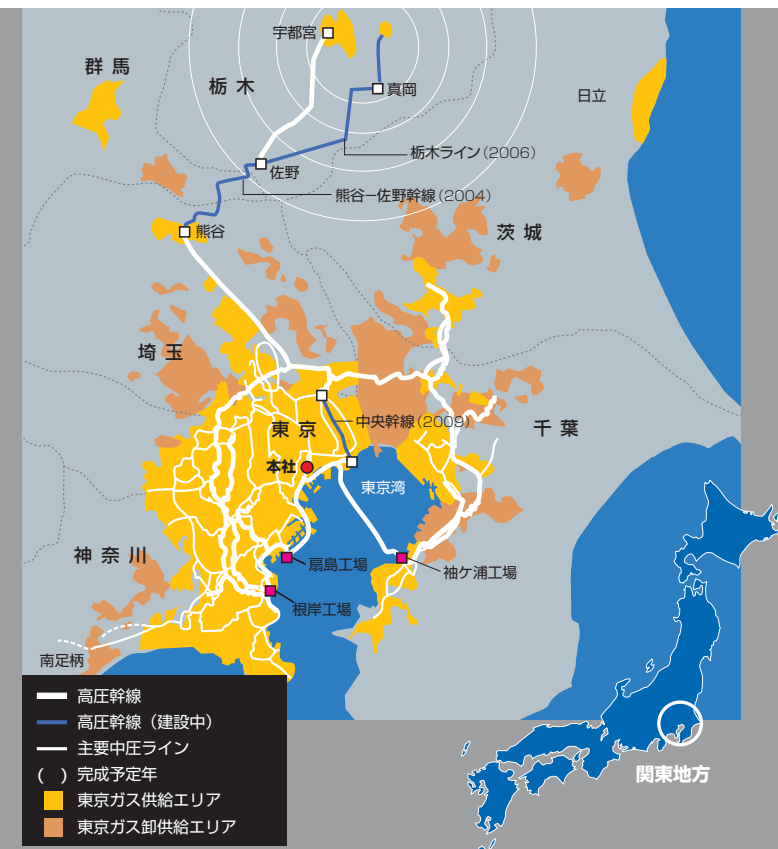 宇都宮
群馬
栃木
真岡
日立
栃木ライン(2006)
佐野
熊谷−佐野幹線(2004)
熊谷
茨城
埼玉
中央幹線(2009)
東京
千葉
本社
東京湾
神奈川
扇島工場
袖ケ浦工場
根岸工場
南足柄
高圧幹線
高圧幹線(建設中)
主要中圧ライン
( ) 完成予定年
東京ガス供給エリア
東京ガス卸供給エリア
関東地方